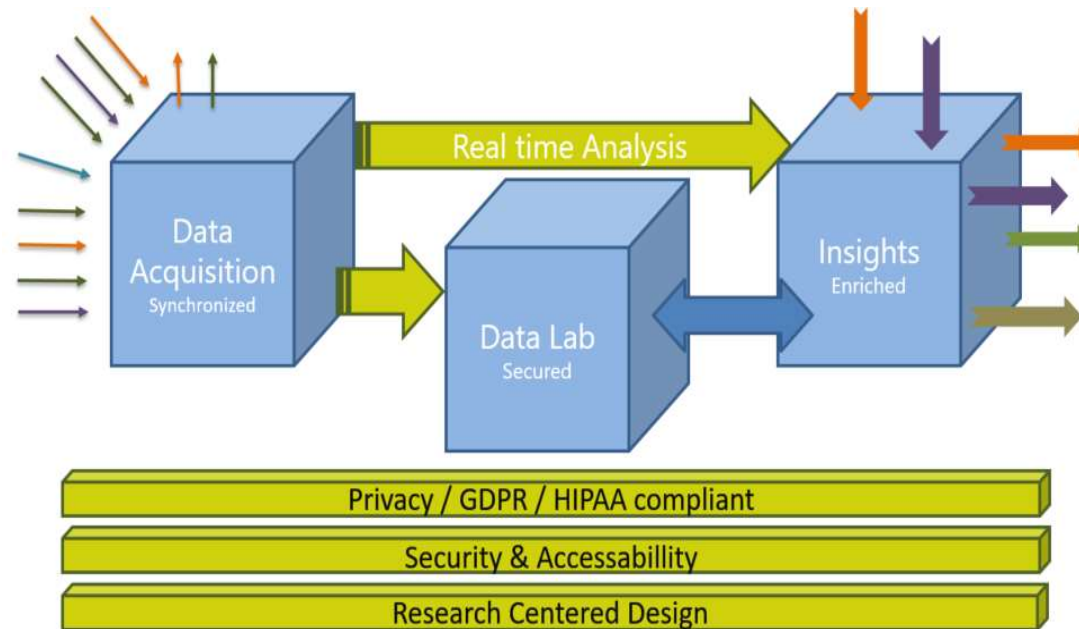 Real time Analysis
Data
Acquisition
Synchronized
Data Lab
Secured
Insights
Enriched
Privacy / GDPR / HIPAA compliant
Security & Accessabillity
Research Centered Design